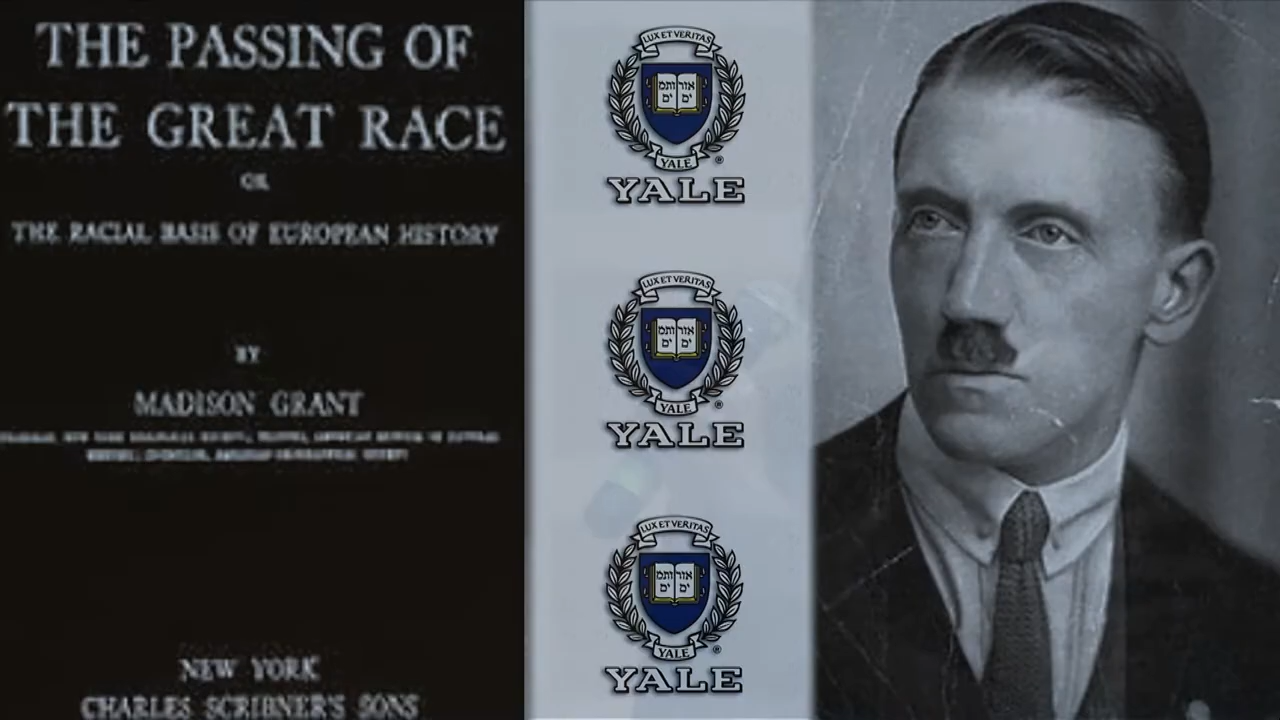 THE PASSING OF
THE GREAT RACE
OR
THE RACIAL BASIS OF EUROPEAN HISTORY
BY
MADISON GRANT
NEW YORK
CHARLES SCRIBNER'S SONS
LUX ET VERITAS
אורים
ותמים
YALE
YALE
LUX ET VERITAS
אורים
ותמים
YALE
YALE
LUX ET VERITAS
אורים
ותמים
YALE
YALE